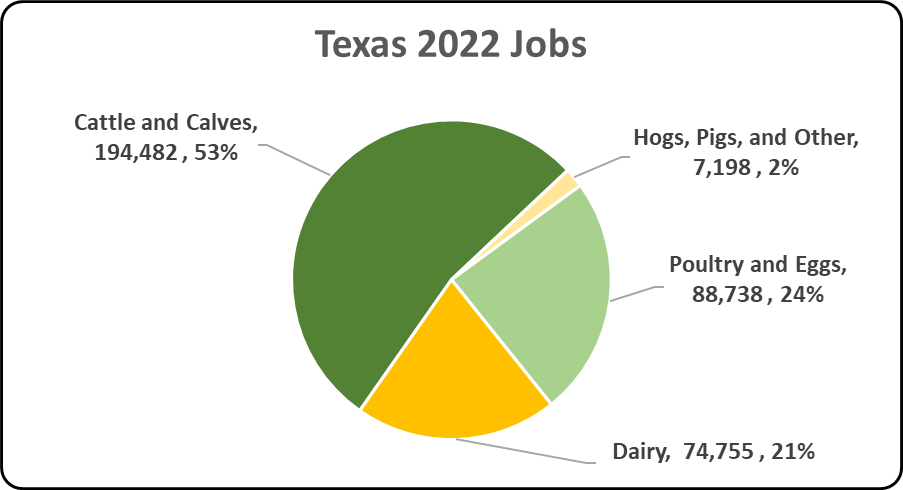 Texas 2022 Jobs
Cattle and Calves,
194,482 , 53%
Hogs, Pigs, and Other,
7,198 , 2%
Poultry and Eggs,
88,738 , 24%
Dairy, 74,755 , 21%